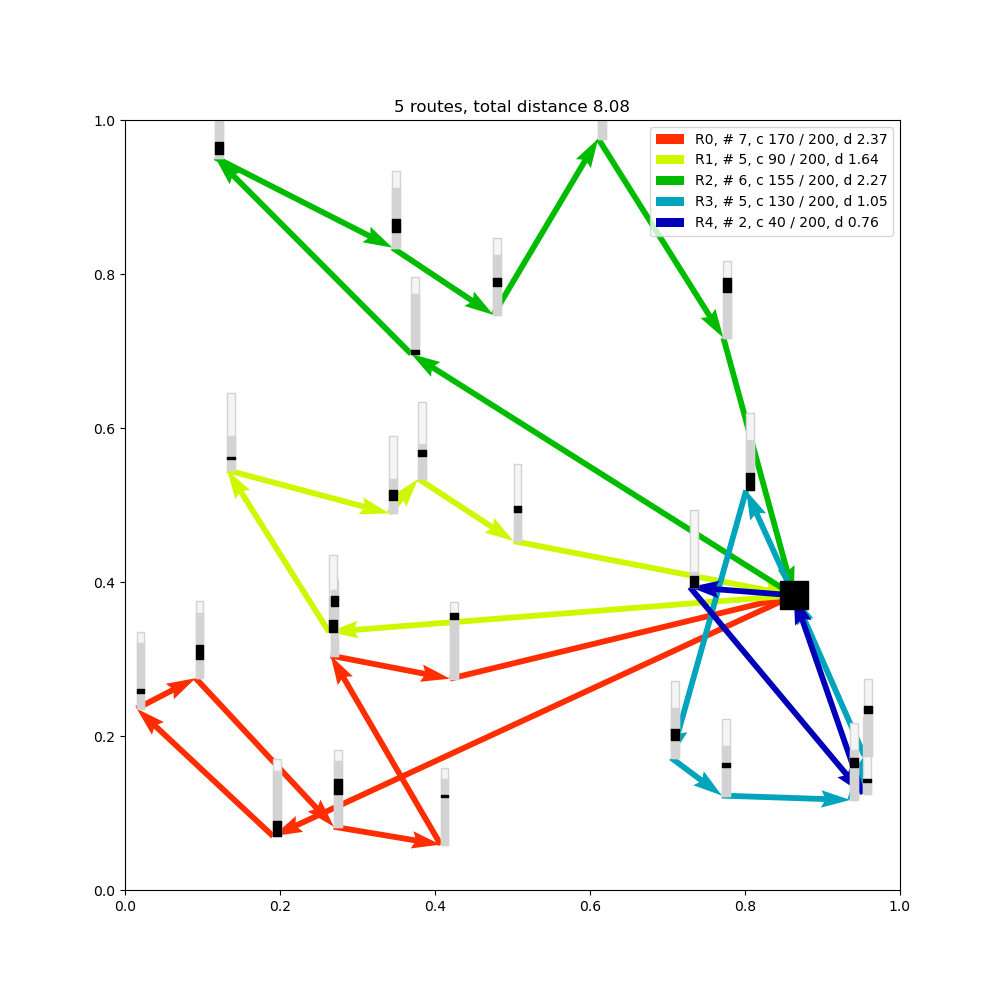 5 routes, total distance 8.08
R0, # 7, c 170 / 200, d 2.37
R1, # 5, c 90 / 200, d 1.64
R2, # 6, c 155 / 200, d 2.27
R3, # 5, c 130 / 200, d 1.05
R4, # 2, c 40 / 200, d 0.76
1.0
0.8
0.6
0.4
0.2
0.0
0.0 0.2 0.4 0.6 0.8 1.0